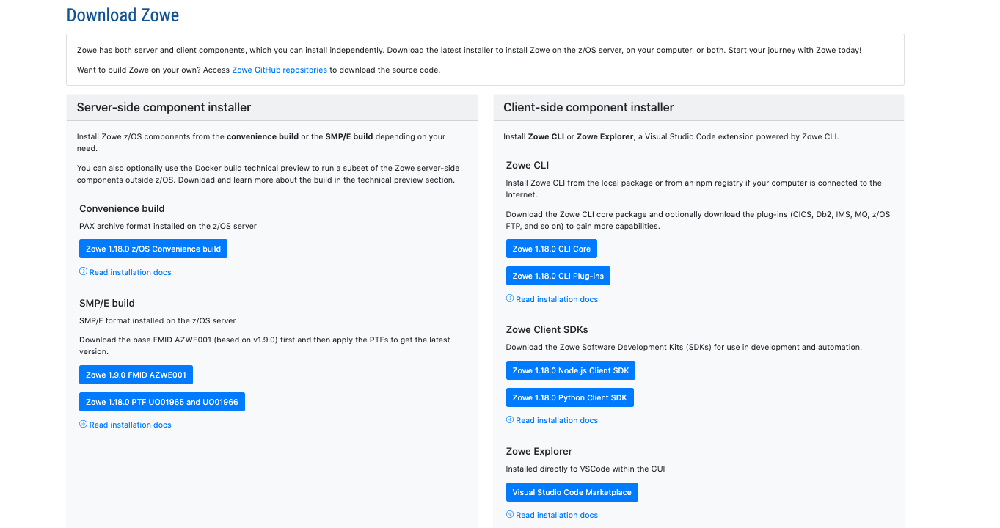 Download Zowe
Zowe has both server and client components, which you can install independently. Download the latest installer to install Zowe on the z/OS server, on your computer, or both. Start your journey with Zowe today!
Want to build Zowe on your own? Access Zowe GitHub repositories to download the source code.
Server-side component installer
Install Zowe z/OS components from the convenience build or the SMP/E build depending on your
need.
You can also optionally use the Docker build technical preview to run a subset of the Zowe server-side
components outside z/OS. Download and learn more about the build in the technical preview section.
Convenience build
PAX archive format installed on the z/OS server
Zowe 1.18.0 z/OS Convenience build
Read installation docs
SMP/E build
SMP/E format installed on the z/OS server
Download the base FMID AZWE001 (based on v1.9.0) first and then apply the PTFs to get the latest
version.
Zowe 1.9.0 FMID AZWE001
Zowe 1.18.0 PTF UO01965 and UO01966
Read installation docs
Client-side component installer
Install Zowe CLI or Zowe Explorer, a Visual Studio Code extension powered by Zowe CLI.
Zowe CLI
Install Zowe CLI from the local package or from an npm registry if your computer is connected to the
Internet.
Download the Zowe CLI core package and optionally download the plug-ins (CICS, Db2, IMS, MQ, z/OS
FTP, and so on) to gain more capabilities.
Zowe 1.18.0 CLI Core
Zowe 1.18.0 CLI Plug-ins
Read installation docs
Zowe Client SDKs
Download the Zowe Software Development Kits (SDKs) for use in development and automation.
Zowe 1.18.0 Node.js Client SDK
Zowe 1.18.0 Python Client SDK
Read installation docs
Zowe Explorer
Installed directly to VSCode within the GUI
Visual Studio Code Marketplace
Read installation docs